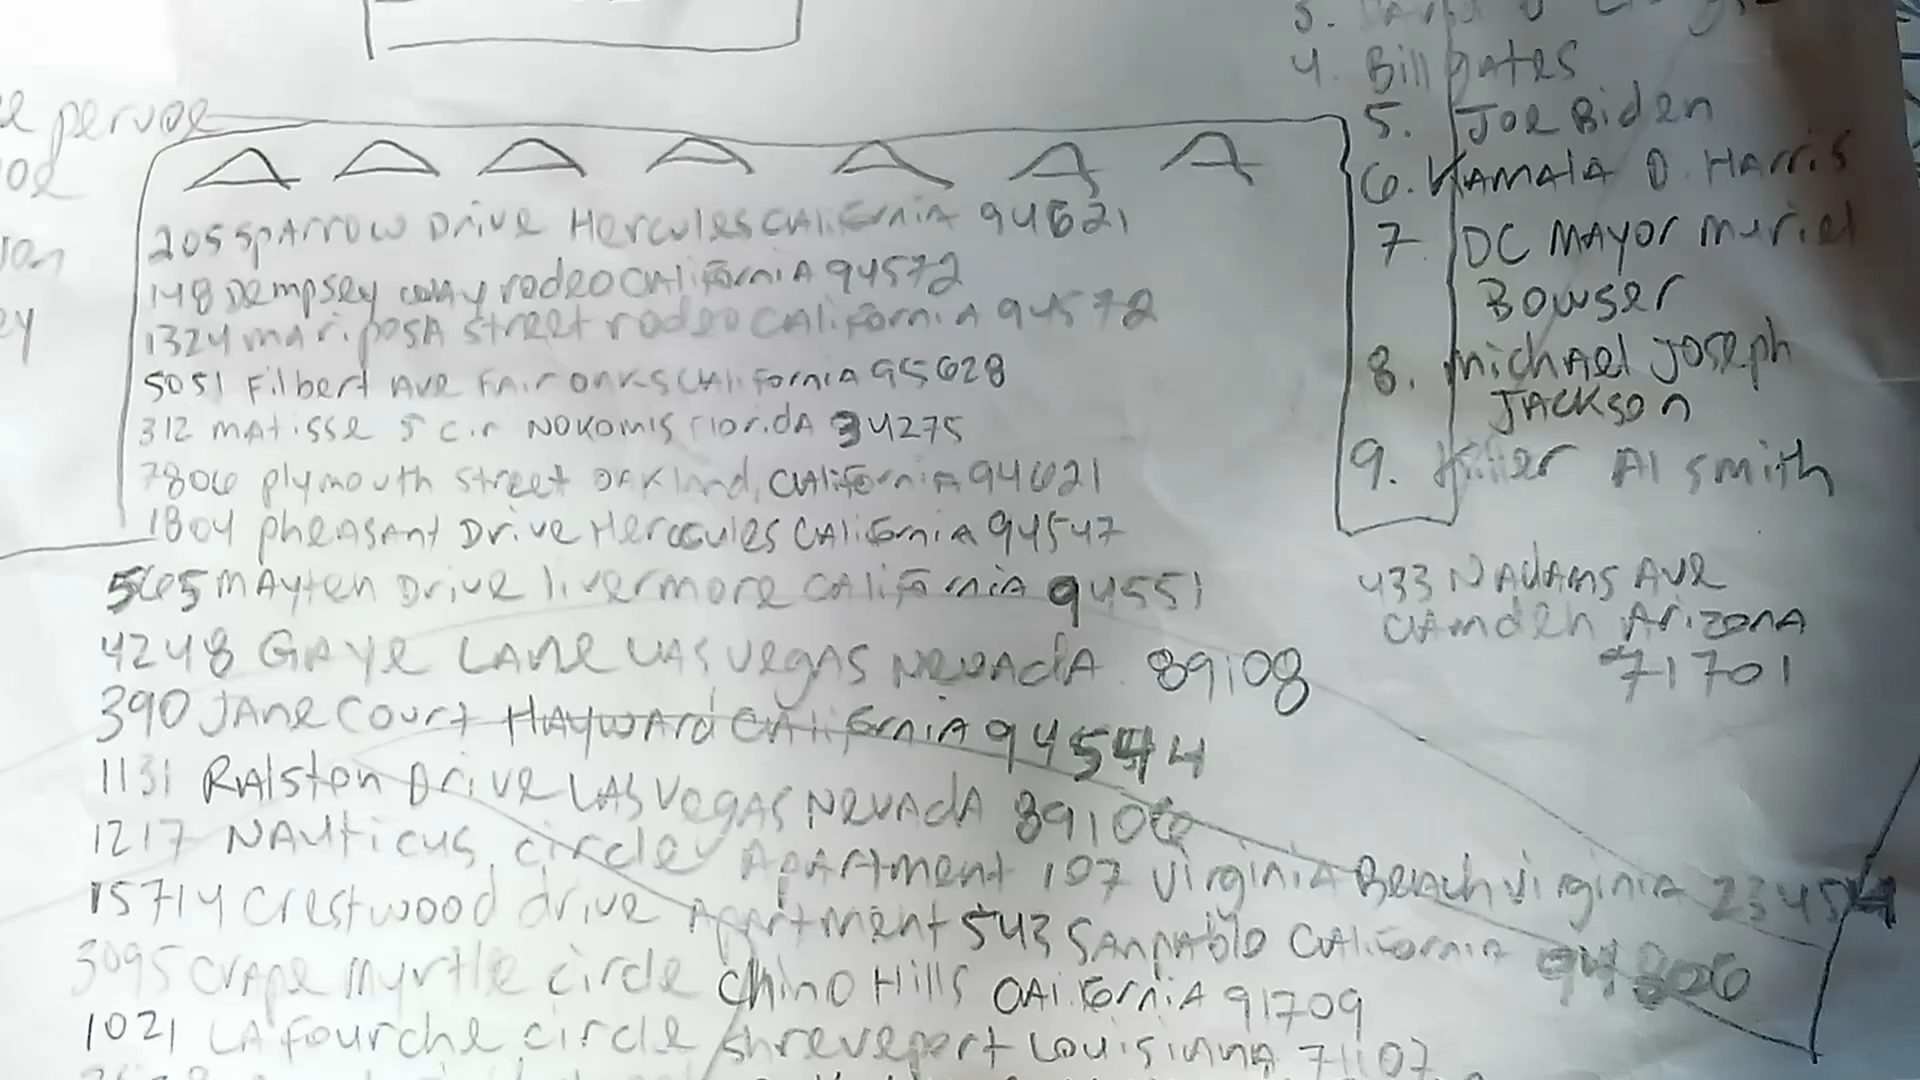 4. Bill gates
5. Joe Biden
6. Kamala D. Harris
7 DC Mayor muriel
Bowser
8. Michael Joseph
Jackson
9. Killer Al Smith
205 Sparrow Drive Hercules California 94621
148 Dempsey way rodeo California 94572
1324 mariposa street rodeo California 94572
5051 Filbert Ave Fair oaks California 95628
312 matisse S cir Nokomis Florida 34275
7806 plymouth street oakland, California 94621
1804 pheasant Drive Hercules California 94547
565 mayten Drive livermore California 94551
4248 Gaye Lane Las Vegas Nevada 89108
390 Jane Court Hayward California 94544
1131 Ralston Drive Las Vegas Nevada 89106
1217 Nauticus circle Apartment 107 Virginia Beach Virginia 23454
15714 Crestwood drive Apartment 543 San pablo California 94806
3095 Crape Myrtle circle Chino Hills California 91709
1021 LA fourche circle Shreveport Louisiana 71107
433 N Adams Ave
Camden Arizona
71701